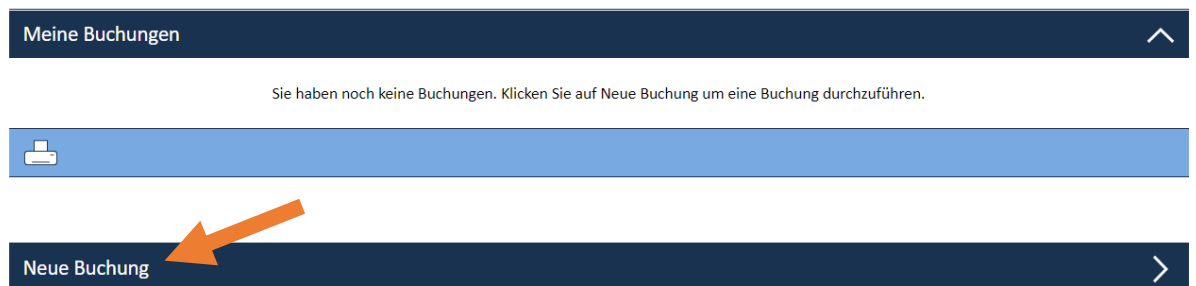 Meine Buchungen
Sie haben noch keine Buchungen. Klicken Sie auf Neue Buchung um eine Buchung durchzuführen.
Neue Buchung